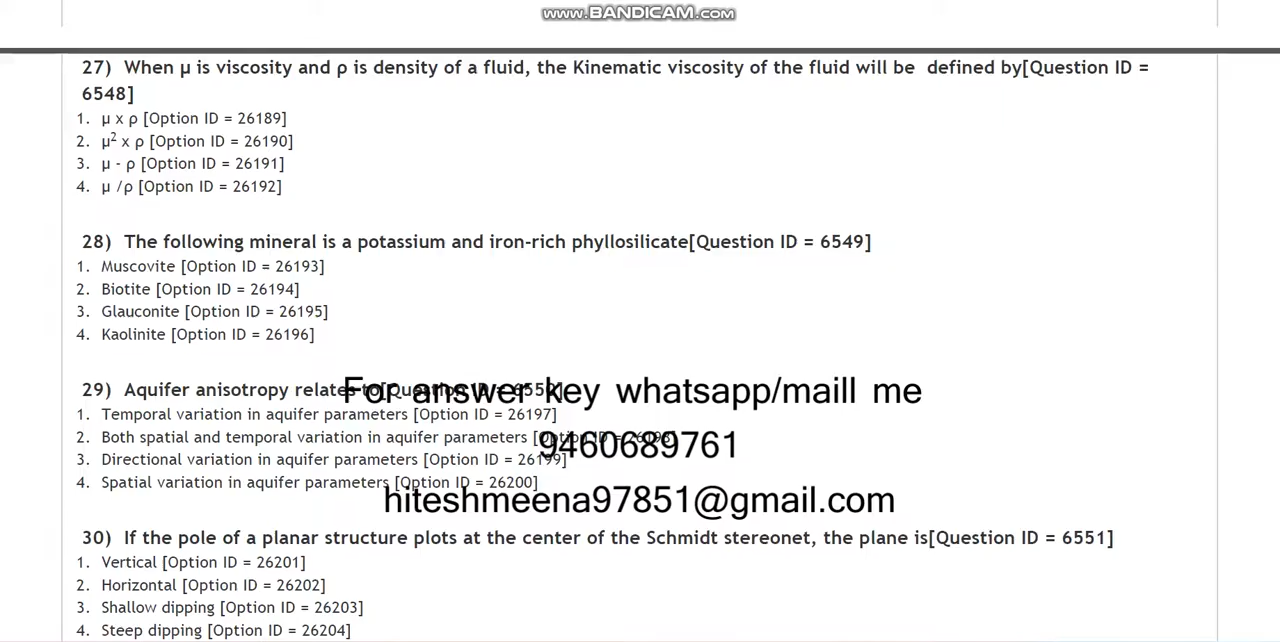 www.BANDICAM.com
27) When μ is viscosity and ρ is density of a fluid, the Kinematic viscosity of the fluid will be defined by[Question ID =
6548]
1. μ x ρ [Option ID = 26189]
2. μ² x ρ [Option ID = 26190]
3. μ - ρ [Option ID = 26191]
4. μ /ρ [Option ID = 26192]
28) The following mineral is a potassium and iron-rich phyllosilicate[Question ID = 6549]
1. Muscovite [Option ID = 26193]
2. Biotite [Option ID = 26194]
3. Glauconite [Option ID = 26195]
4. Kaolinite [Option ID = 26196]
29) Aquifer anisotropy relates to[Question ID = 6550]
For answer key whatsapp/maill me
1. Temporal variation in aquifer parameters [Option ID = 26197]
2. Both spatial and temporal variation in aquifer parameters [Option ID = 26198]
9460689761
3. Directional variation in aquifer parameters [Option ID = 26199]
4. Spatial variation in aquifer parameters [Option ID = 26200]
hiteshmeena97851@gmail.com
30) If the pole of a planar structure plots at the center of the Schmidt stereonet, the plane is[Question ID = 6551]
1. Vertical [Option ID = 26201]
2. Horizontal [Option ID = 26202]
3. Shallow dipping [Option ID = 26203]
4. Steep dipping [Option ID = 26204]